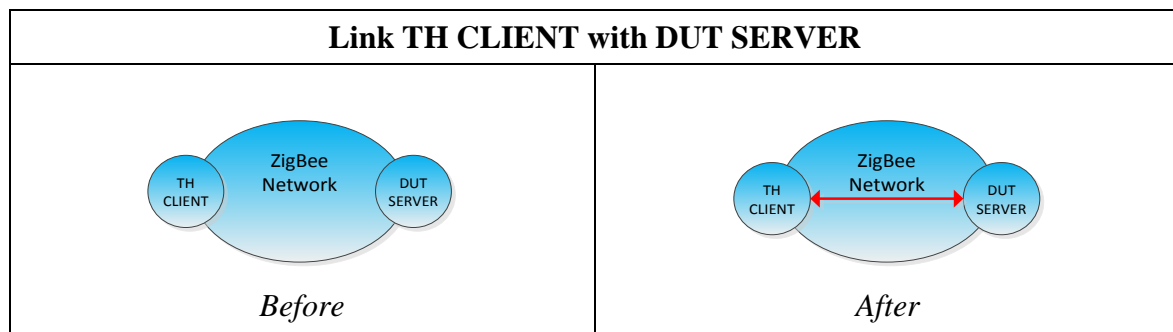 Link TH CLIENT with DUT SERVER
ZigBee
Network
TH
CLIENT
DUT
SERVER
Before
ZigBee
Network
TH
CLIENT
DUT
SERVER
After